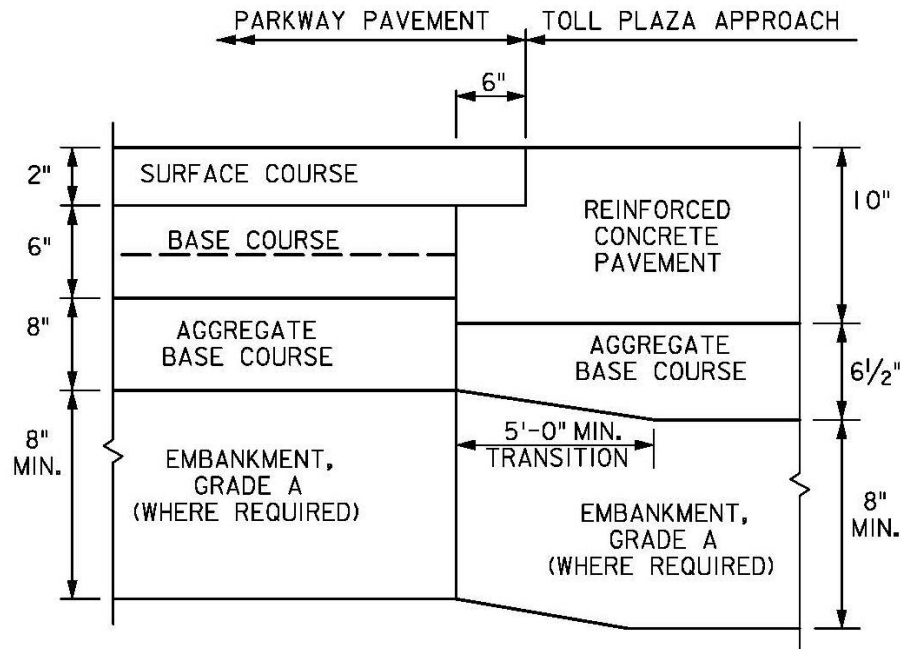 PARKWAY PAVEMENT
TOLL PLAZA APPROACH
6"
2"
SURFACE COURSE
6"
BASE COURSE
8"
AGGREGATE
BASE COURSE
8"
MIN.
EMBANKMENT,
GRADE A
(WHERE REQUIRED)
REINFORCED
CONCRETE
PAVEMENT
10"
AGGREGATE
BASE COURSE
6½"
5'-0" MIN.
TRANSITION
EMBANKMENT,
GRADE A
(WHERE REQUIRED)
8"
MIN.